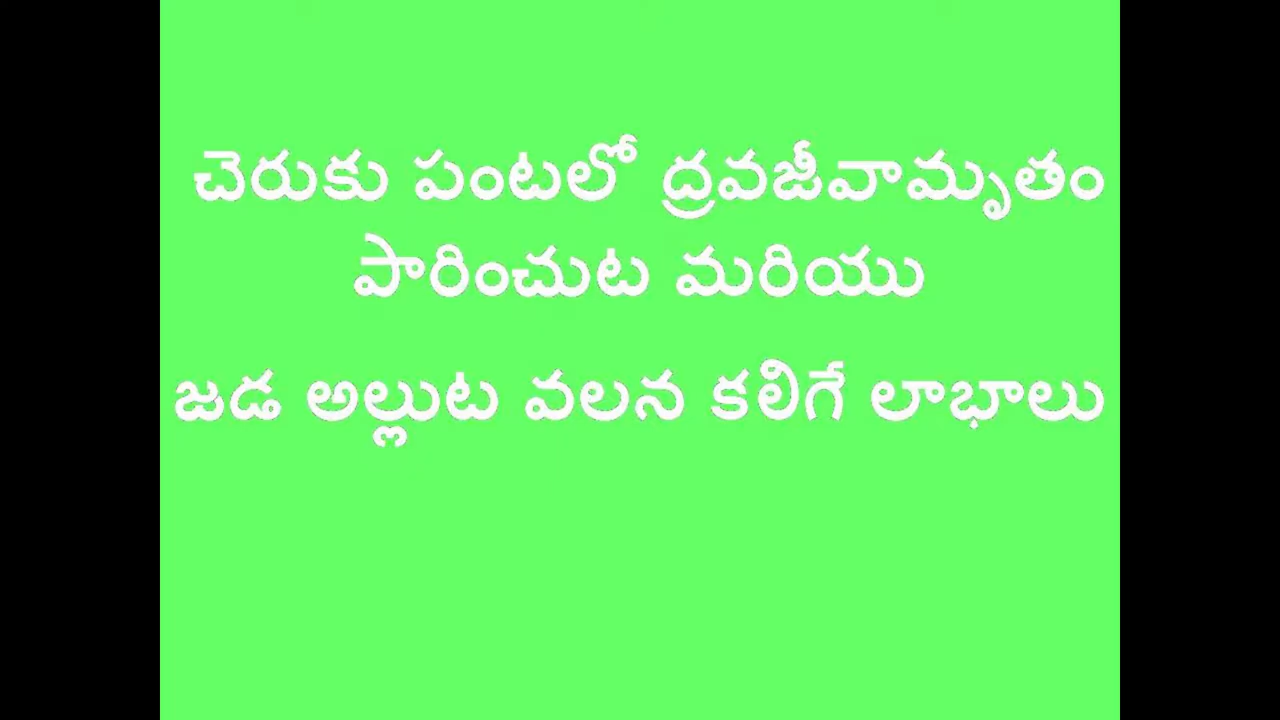 చెరుకు పంటలో ద్రవజీవామృతం
పారించుట మరియు
జడ అల్లుట వలన కలిగే లాభాలు